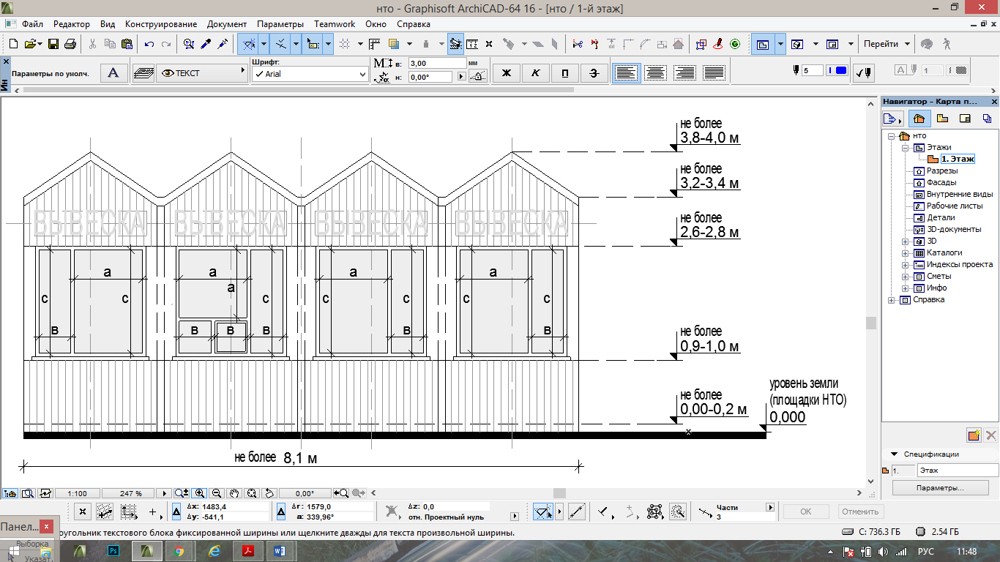 нто - Graphisoft ArchiCAD-64 16 - [нто / 1-й этаж]
Файл Редактор Вид Конструирование Документ Параметры Teamwork Окно Справка
Перейти
Ин
Параметры по умолч.
A
ТЕКСТ
Шрифт:
Arial
M
в: 3,00 мм
н: 0,00°
Ж К П З
5
1
Навигатор - Карта п...
нто
Этажи
1. Этаж
Разрезы
Фасады
Внутренние виды
Рабочие листы
Детали
3D-документы
3D
Каталоги
Индексы проекта
Сметы
Инфо
Справка
не более
3,8-4,0 м
не более
3,2-3,4 м
не более
2,6-2,8 м
не более
0,9-1,0 м
не более
0,00-0,2 м
уровень земли
(площадки НТО)
0,000
ВЫВЕСКА ВЫВЕСКА ВЫВЕСКА ВЫВЕСКА
а а а а
а
с с с с с с с
в в в в в в
не более 8,1 м
Спецификации
1. Этаж
Параметры...
1:100 247 % 0,00°
Δx: 1483,4
Δy: -541,1
Δr: 1579,0
a: 339,96°
Δz: 0,0
отн. Проектный нуль
Части
3
ОК Отменить
Панел...
Выборка
Указат.
роугольник текстового блока фиксированной ширины или щелкните дважды для текста произвольной ширины.
C: 736.3 ГБ 2.54 ГБ
Ps
РУС 11:48